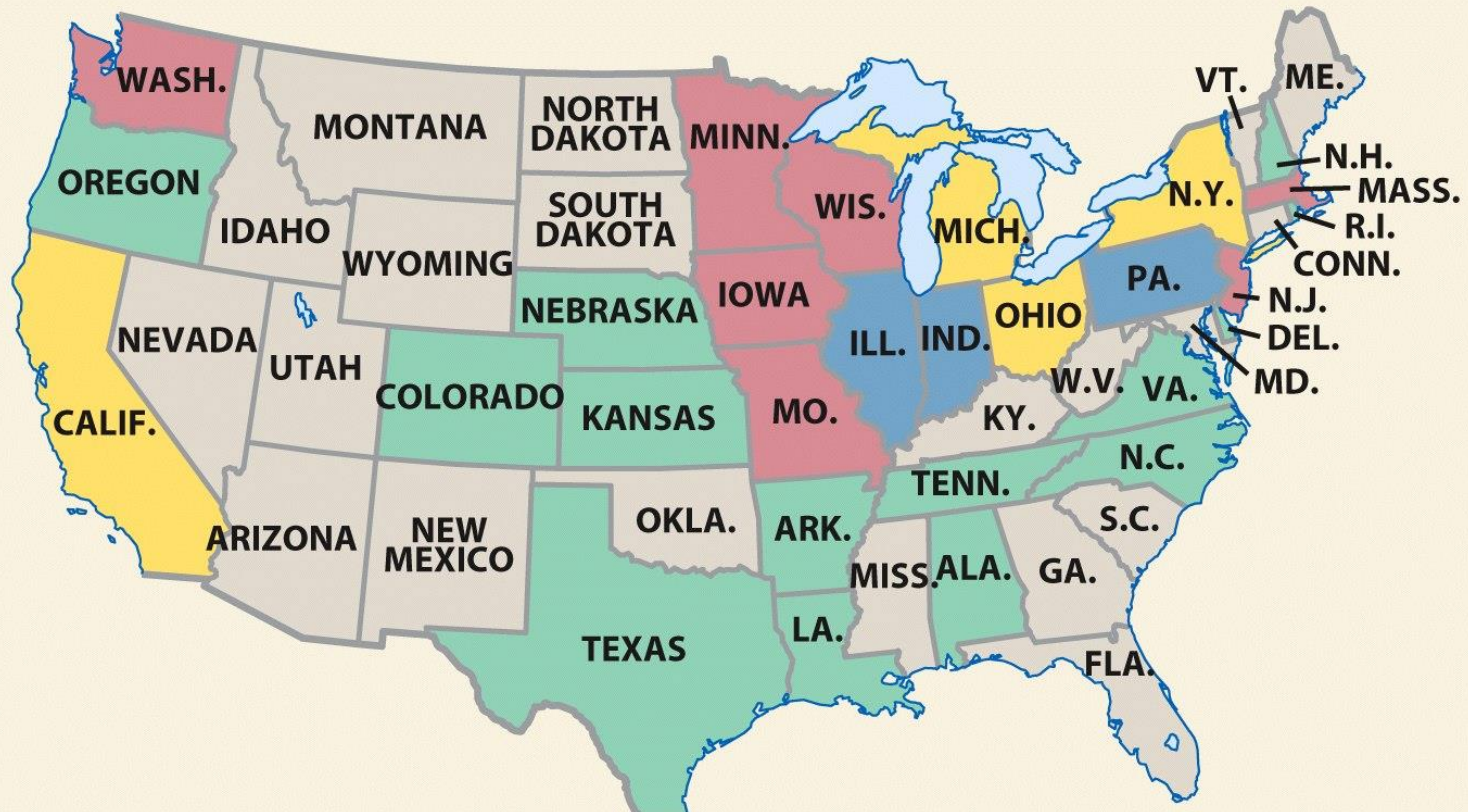 WASH.
MONTANA
NORTH
DAKOTA
MINN.
VT.
ME.
OREGON
IDAHO
SOUTH
DAKOTA
WIS.
MICH.
N.Y.
N.H.
MASS.
R.I.
CONN.
WYOMING
IOWA
PA.
N.J.
NEVADA
UTAH
NEBRASKA
ILL.
IND.
OHIO
DEL.
MD.
CALIF.
COLORADO
KANSAS
MO.
KY.
W.V.
VA.
ARIZONA
NEW
MEXICO
OKLA.
ARK.
TENN.
N.C.
S.C.
MISS.
ALA.
GA.
TEXAS
LA.
FLA.